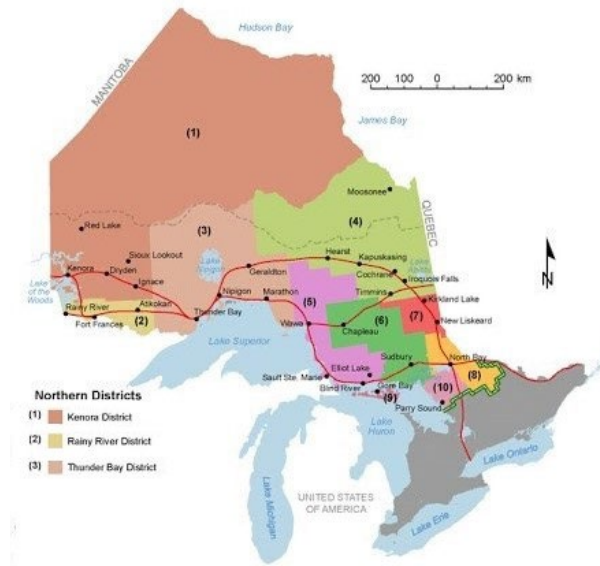 Hudson Bay
MANITOBA
200 100 0 200 km
James Bay
(1)
Moosonee
QUEBEC
(4)
(3)
Red Lake
N
Hearst
Kapuskasing
Sioux Lookout
Lake
Lake
Cochrane
Kenora
Dryden
Geraldton
Iroquois Falls
Lake
of the
Woods
Ignace
Nipigon
Marathon
(5)
Timmins
Kirkland Lake
Rainy River
Atikokan
(2)
Fort Frances
Thunder Bay
(6)
(7)
New Liskeard
Wawa
Chapleau
Lake Superior
Sudbury
North Bay
Elliot Lake
(8)
Sault Ste. Marie
Blind River
Gore Bay
(10)
(9)
Parry Sound
Northern Districts
(1) Kenora District
(2) Rainy River District
(3) Thunder Bay District
Lake
Huron
Lake Ontario
Lake Michigan
UNITED STATES
OF AMERICA
Lake Erie